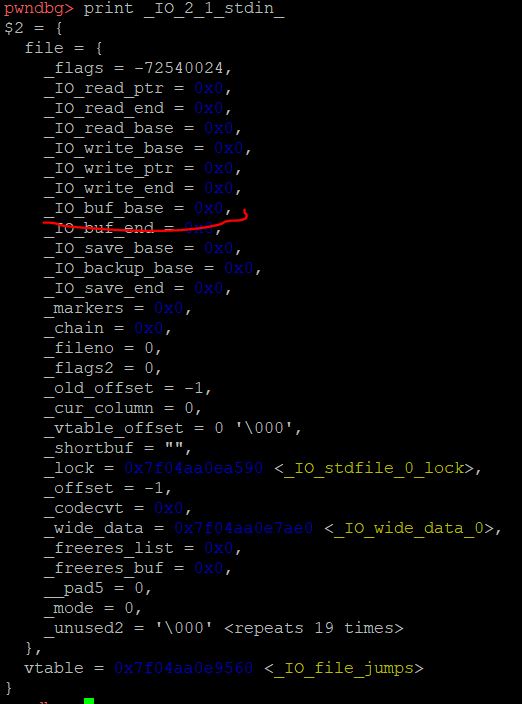 pwndbg> print _IO_2_1_stdin_
$2 = {
  file = {
    _flags = -72540024,
    _IO_read_ptr = 0x0,
    _IO_read_end = 0x0,
    _IO_read_base = 0x0,
    _IO_write_base = 0x0,
    _IO_write_ptr = 0x0,
    _IO_write_end = 0x0,
    _IO_buf_base = 0x0,
    _IO_buf_end = 0x0,
    _IO_save_base = 0x0,
    _IO_backup_base = 0x0,
    _IO_save_end = 0x0,
    _markers = 0x0,
    _chain = 0x0,
    _fileno = 0,
    _flags2 = 0,
    _old_offset = -1,
    _cur_column = 0,
    _vtable_offset = 0 '\000',
    _shortbuf = "",
    _lock = 0x7f04aa0ea590 <_IO_stdfile_0_lock>,
    _offset = -1,
    _codecvt = 0x0,
    _wide_data = 0x7f04aa0e7ae0 <_IO_wide_data_0>,
    _freeres_list = 0x0,
    _freeres_buf = 0x0,
    __pad5 = 0,
    _mode = 0,
    _unused2 = '\000' <repeats 19 times>
  },
  vtable = 0x7f04aa0e9560 <_IO_file_jumps>
}
pwndbg>